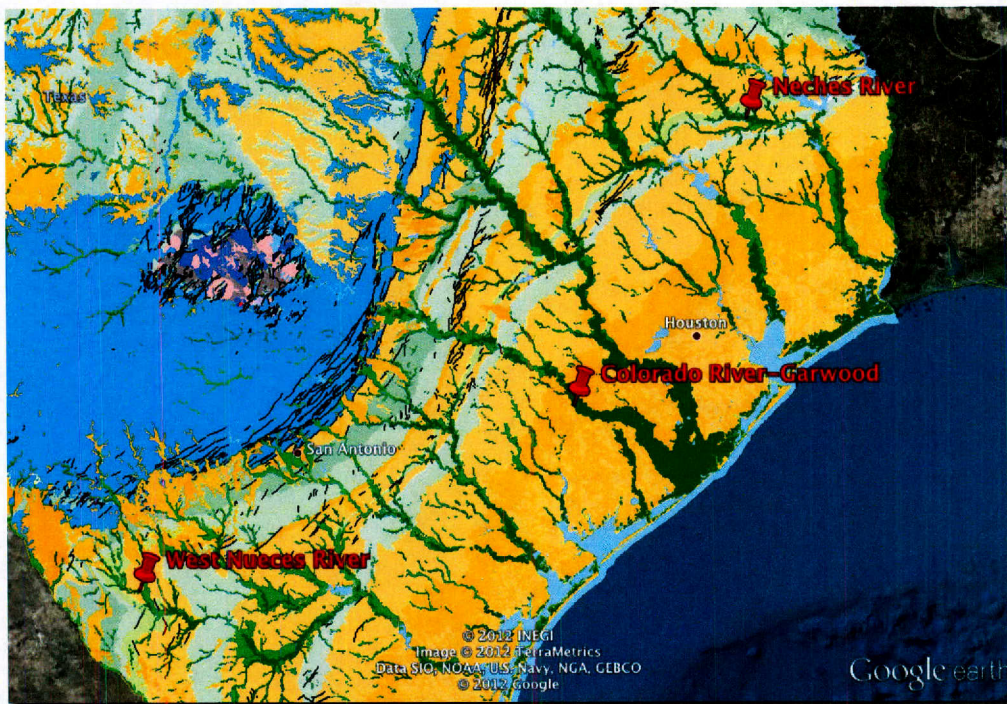 Texas
Neches River
Houston
Colorado River-Garwood
San Antonio
West Nueces River
© 2012 INEGI
Image © 2012 TerraMetrics
Data SIO, NOAA, U.S. Navy, NGA, GEBCO
© 2012 Google
Google earth